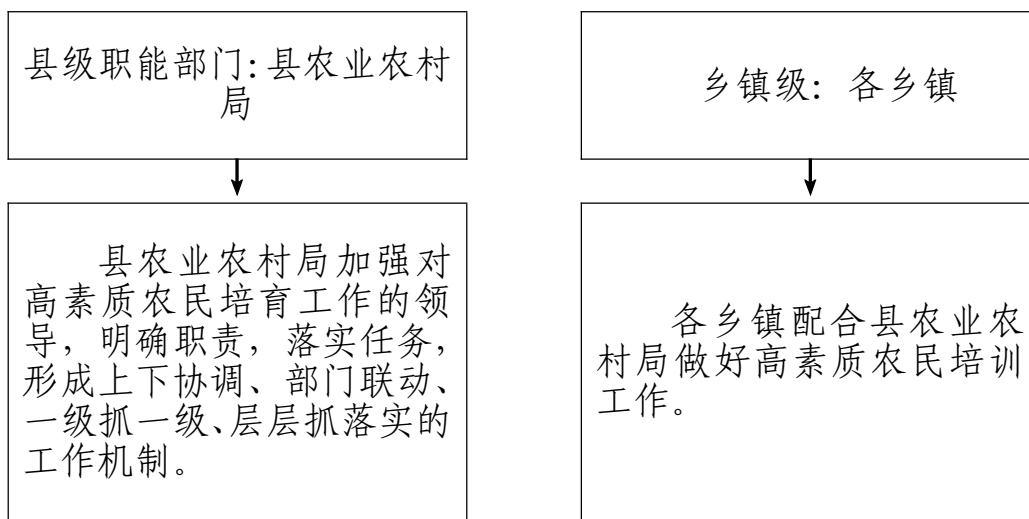 县级职能部门:县农业农村
局
乡镇级：各乡镇
县农业农村局加强对
高素质农民培育工作的领
导，明确职责，落实任务，
形成上下协调、部门联动、
一级抓一级、层层抓落实的
工作机制。
各乡镇配合县农业农
村局做好高素质农民培训
工作。